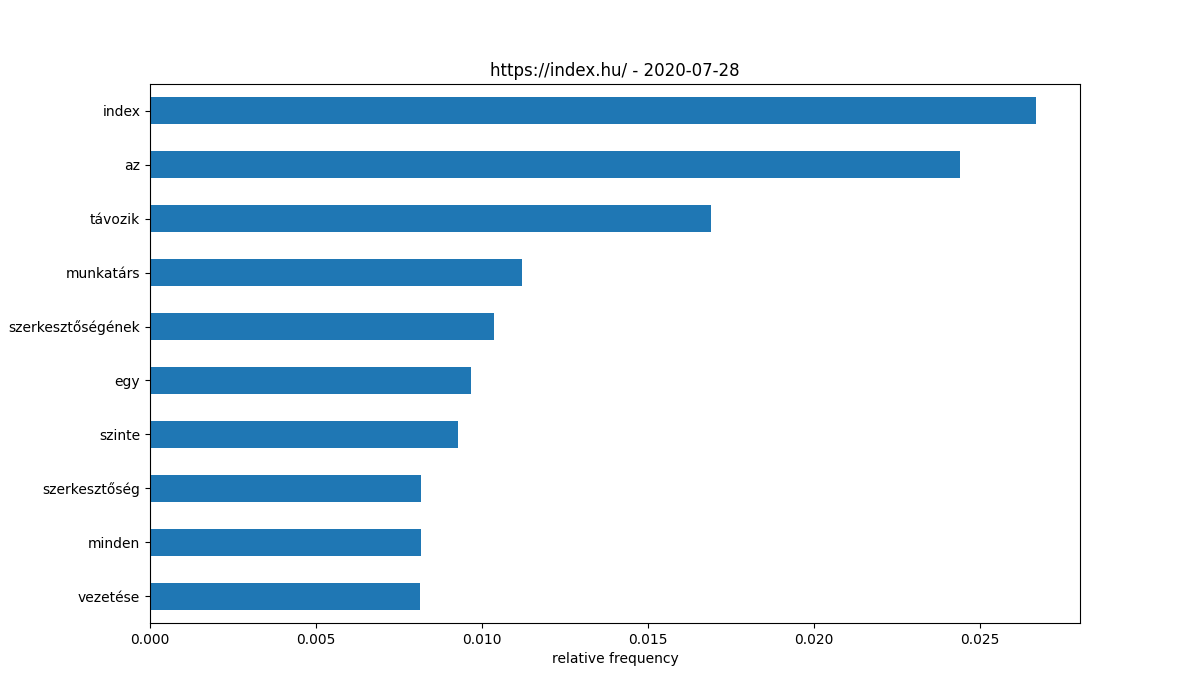 https://index.hu/ - 2020-07-28
index
az
távozik
munkatárs
szerkesztőségének
egy
szinte
szerkesztőség
minden
vezetése
0.000 0.005 0.010 0.015 0.020 0.025
relative frequency